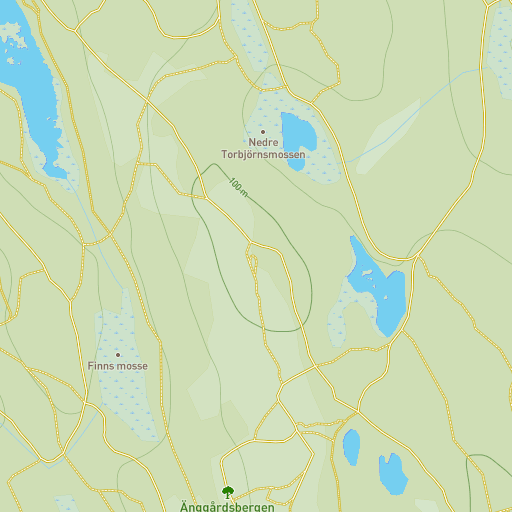 Nedre
Torbjörnsmossen
100 m
Finns mosse
Änggårdsbergen